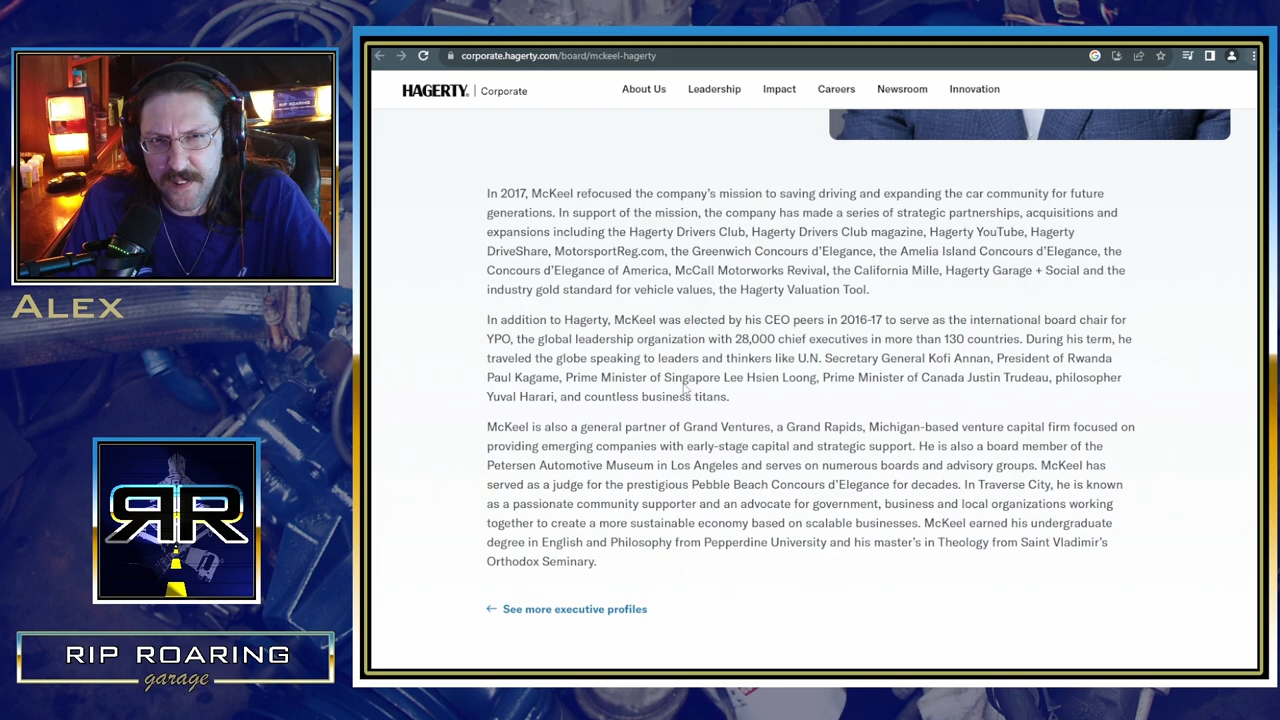 corporate.hagerty.com/board/mckeel-hagerty
HAGERTY. | Corporate
About Us
Leadership
Impact
Careers
Newsroom
Innovation
In 2017, McKeel refocused the company's mission to saving driving and expanding the car community for future
generations. In support of the mission, the company has made a series of strategic partnerships, acquisitions and
expansions including the Hagerty Drivers Club, Hagerty Drivers Club magazine, Hagerty YouTube, Hagerty
DriveShare, MotorsportReg.com, the Greenwich Concours d'Elegance, the Amelia Island Concours d'Elegance, the
Concours d'Elegance of America, McCall Motorworks Revival, the California Mille, Hagerty Garage + Social and the
industry gold standard for vehicle values, the Hagerty Valuation Tool.
In addition to Hagerty, McKeel was elected by his CEO peers in 2016-17 to serve as the international board chair for
YPO, the global leadership organization with 28,000 chief executives in more than 130 countries. During his term, he
traveled the globe speaking to leaders and thinkers like U.N. Secretary General Kofi Annan, President of Rwanda
Paul Kagame, Prime Minister of Singapore Lee Hsien Loong, Prime Minister of Canada Justin Trudeau, philosopher
Yuval Harari, and countless business titans.
McKeel is also a general partner of Grand Ventures, a Grand Rapids, Michigan-based venture capital firm focused on
providing emerging companies with early-stage capital and strategic support. He is also a board member of the
Petersen Automotive Museum in Los Angeles and serves on numerous boards and advisory groups. McKeel has
served as a judge for the prestigious Pebble Beach Concours d'Elegance for decades. In Traverse City, he is known
as a passionate community supporter and an advocate for government, business and local organizations working
together to create a more sustainable economy based on scalable businesses. McKeel earned his undergraduate
degree in English and Philosophy from Pepperdine University and his master's in Theology from Saint Vladimir's
Orthodox Seminary.
← See more executive profiles
RIP ROARING
ALEX
RR
RIP ROARING
garage